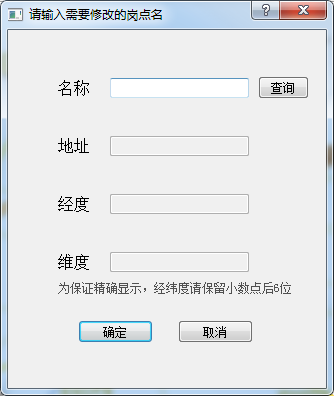 请输入需要修改的岗点名
名称
查询
地址
经度
维度
为保证精确显示，经纬度请保留小数点后6位
确定
取消